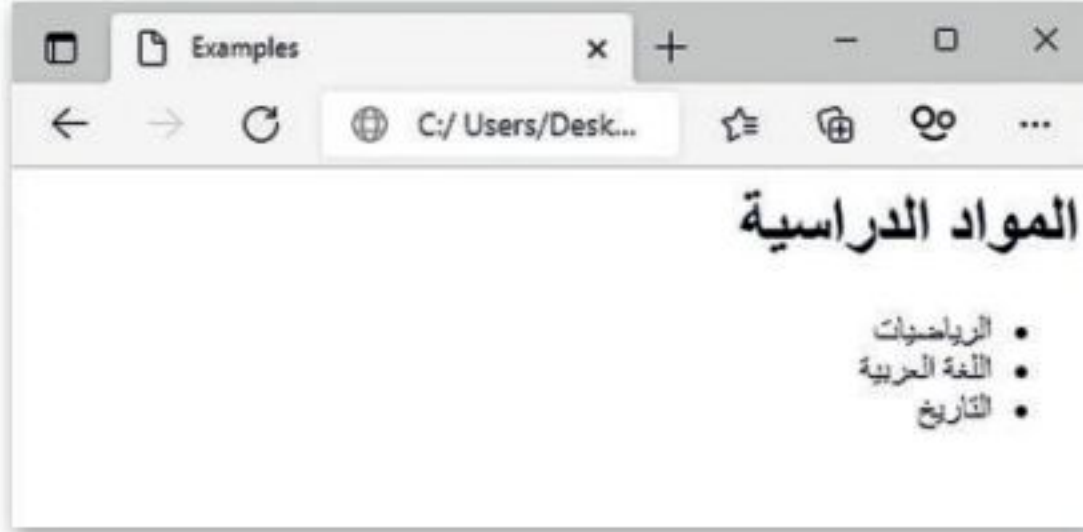 Examples
C:/ Users/Desk...
المواد الدراسية
• الرياضيات
• اللغة العربية
• التاريخ